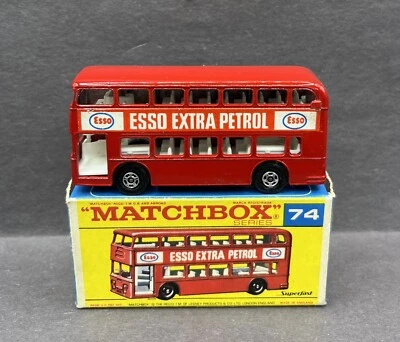 Esso ESSO EXTRA PETROL Esso
"MATCHBOX"® SERIES 74
Esso ESSO EXTRA PETROL Esso
Superfast